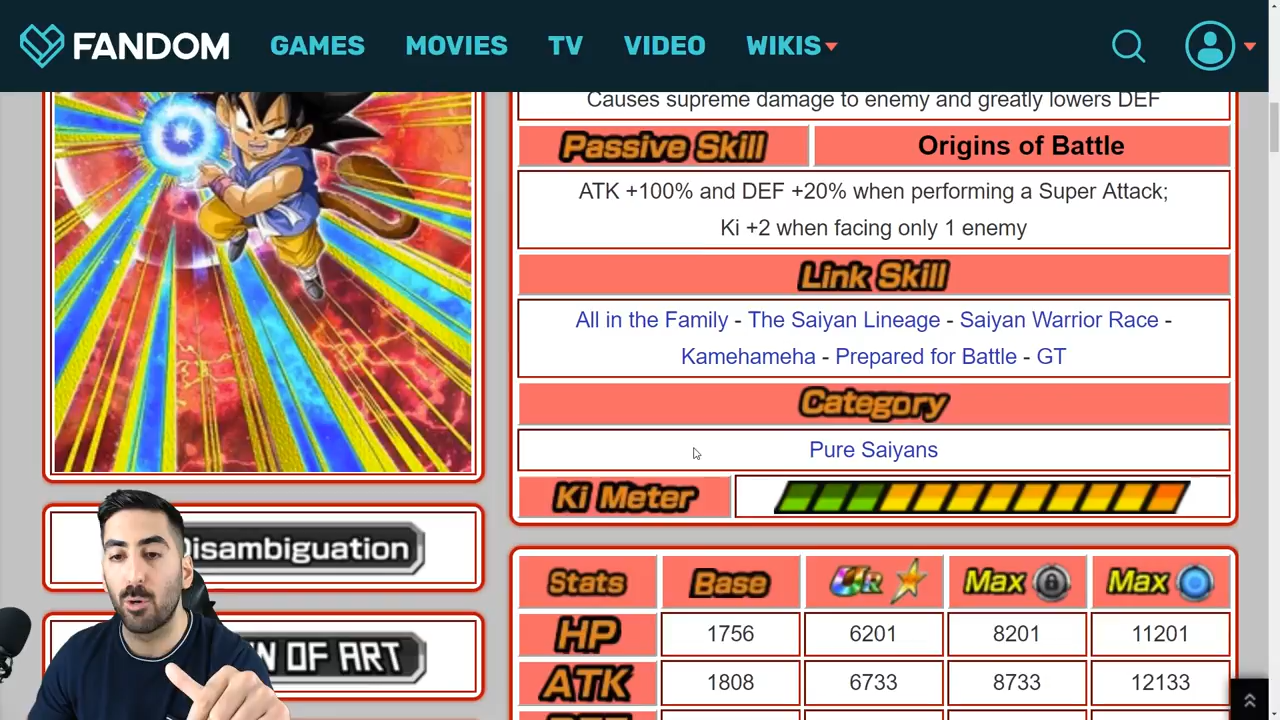 FANDOM GAMES MOVIES TV VIDEO WIKIS
Causes supreme damage to enemy and greatly lowers DEF
Passive Skill Origins of Battle
ATK +100% and DEF +20% when performing a Super Attack;
Ki +2 when facing only 1 enemy
Link Skill
All in the Family - The Saiyan Lineage - Saiyan Warrior Race -
Kamehameha - Prepared for Battle - GT
Category
Pure Saiyans
Ki Meter
Disambiguation
OF ART
Stats Base UR Max Max
HP 1756 6201 8201 11201
ATK 1808 6733 8733 12133